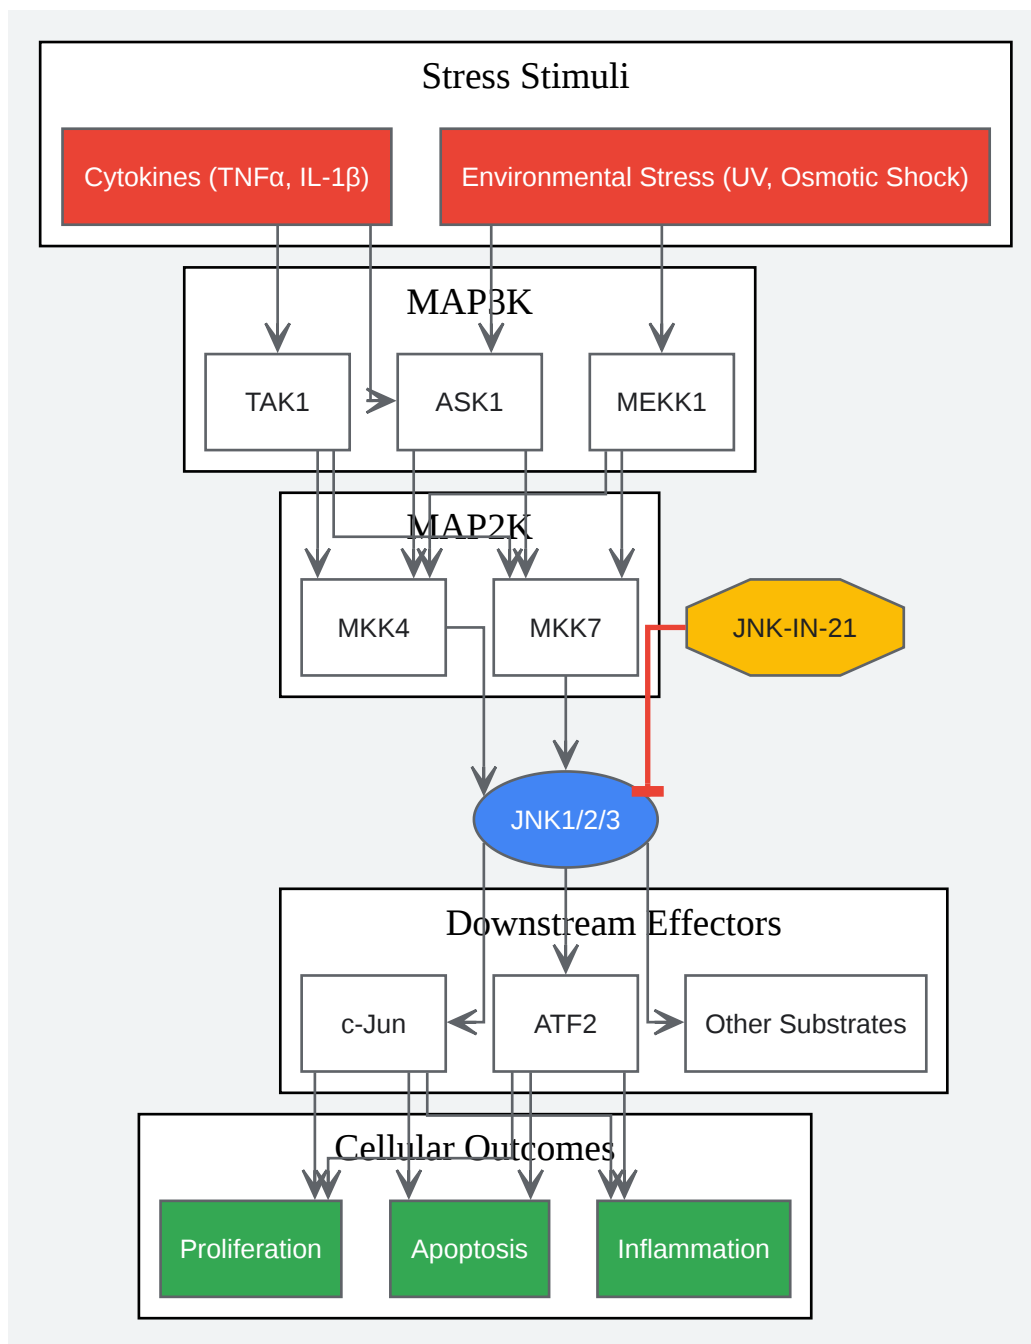 Stress Stimuli
Cytokines (TNFα, IL-1β)
Environmental Stress (UV, Osmotic Shock)
MAP3K
TAK1
ASK1
MEKK1
MAP2K
MKK4
MKK7
JNK-IN-21
JNK1/2/3
Downstream Effectors
c-Jun
ATF2
Other Substrates
Cellular Outcomes
Proliferation
Apoptosis
Inflammation